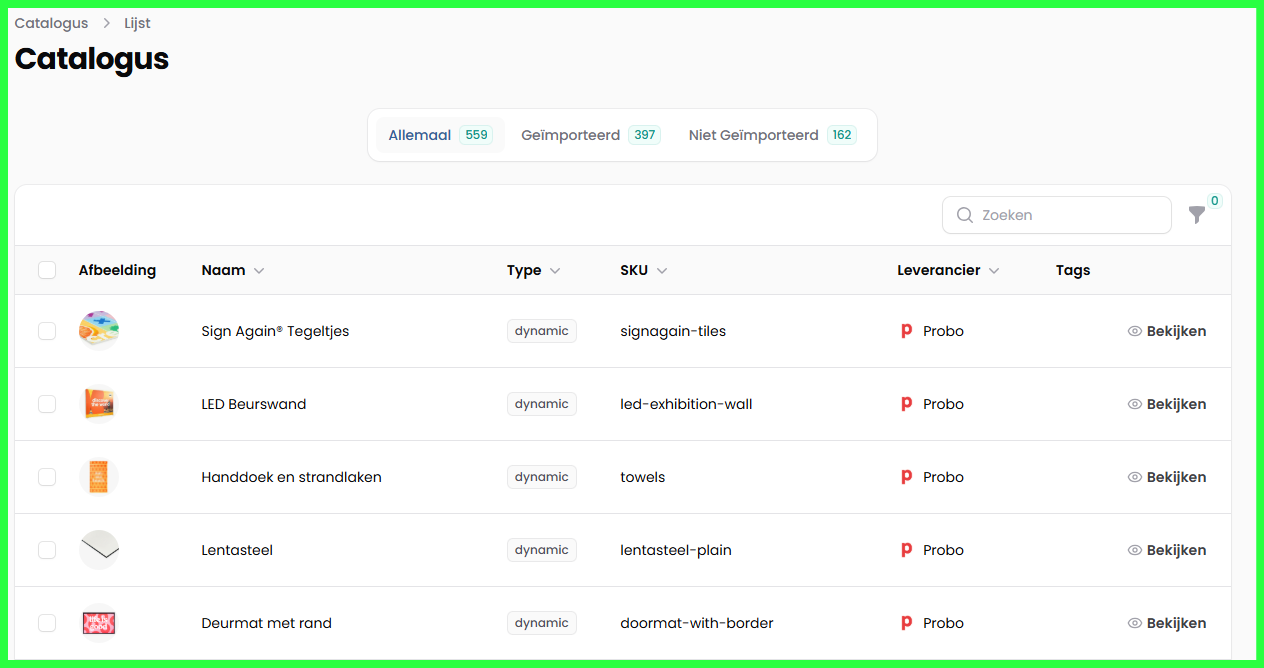 Catalogus > Lijst
Catalogus
Allemaal 559 Geïmporteerd 397 Niet Geïmporteerd 162
Zoeken 0
Afbeelding Naam Type SKU Leverancier Tags
Sign Again® Tegeltjes dynamic signagain-tiles Probo Bekijken
LED Beurswand dynamic led-exhibition-wall Probo Bekijken
Handdoek en strandlaken dynamic towels Probo Bekijken
Lentasteel dynamic lentasteel-plain Probo Bekijken
Deurmat met rand dynamic doormat-with-border Probo Bekijken